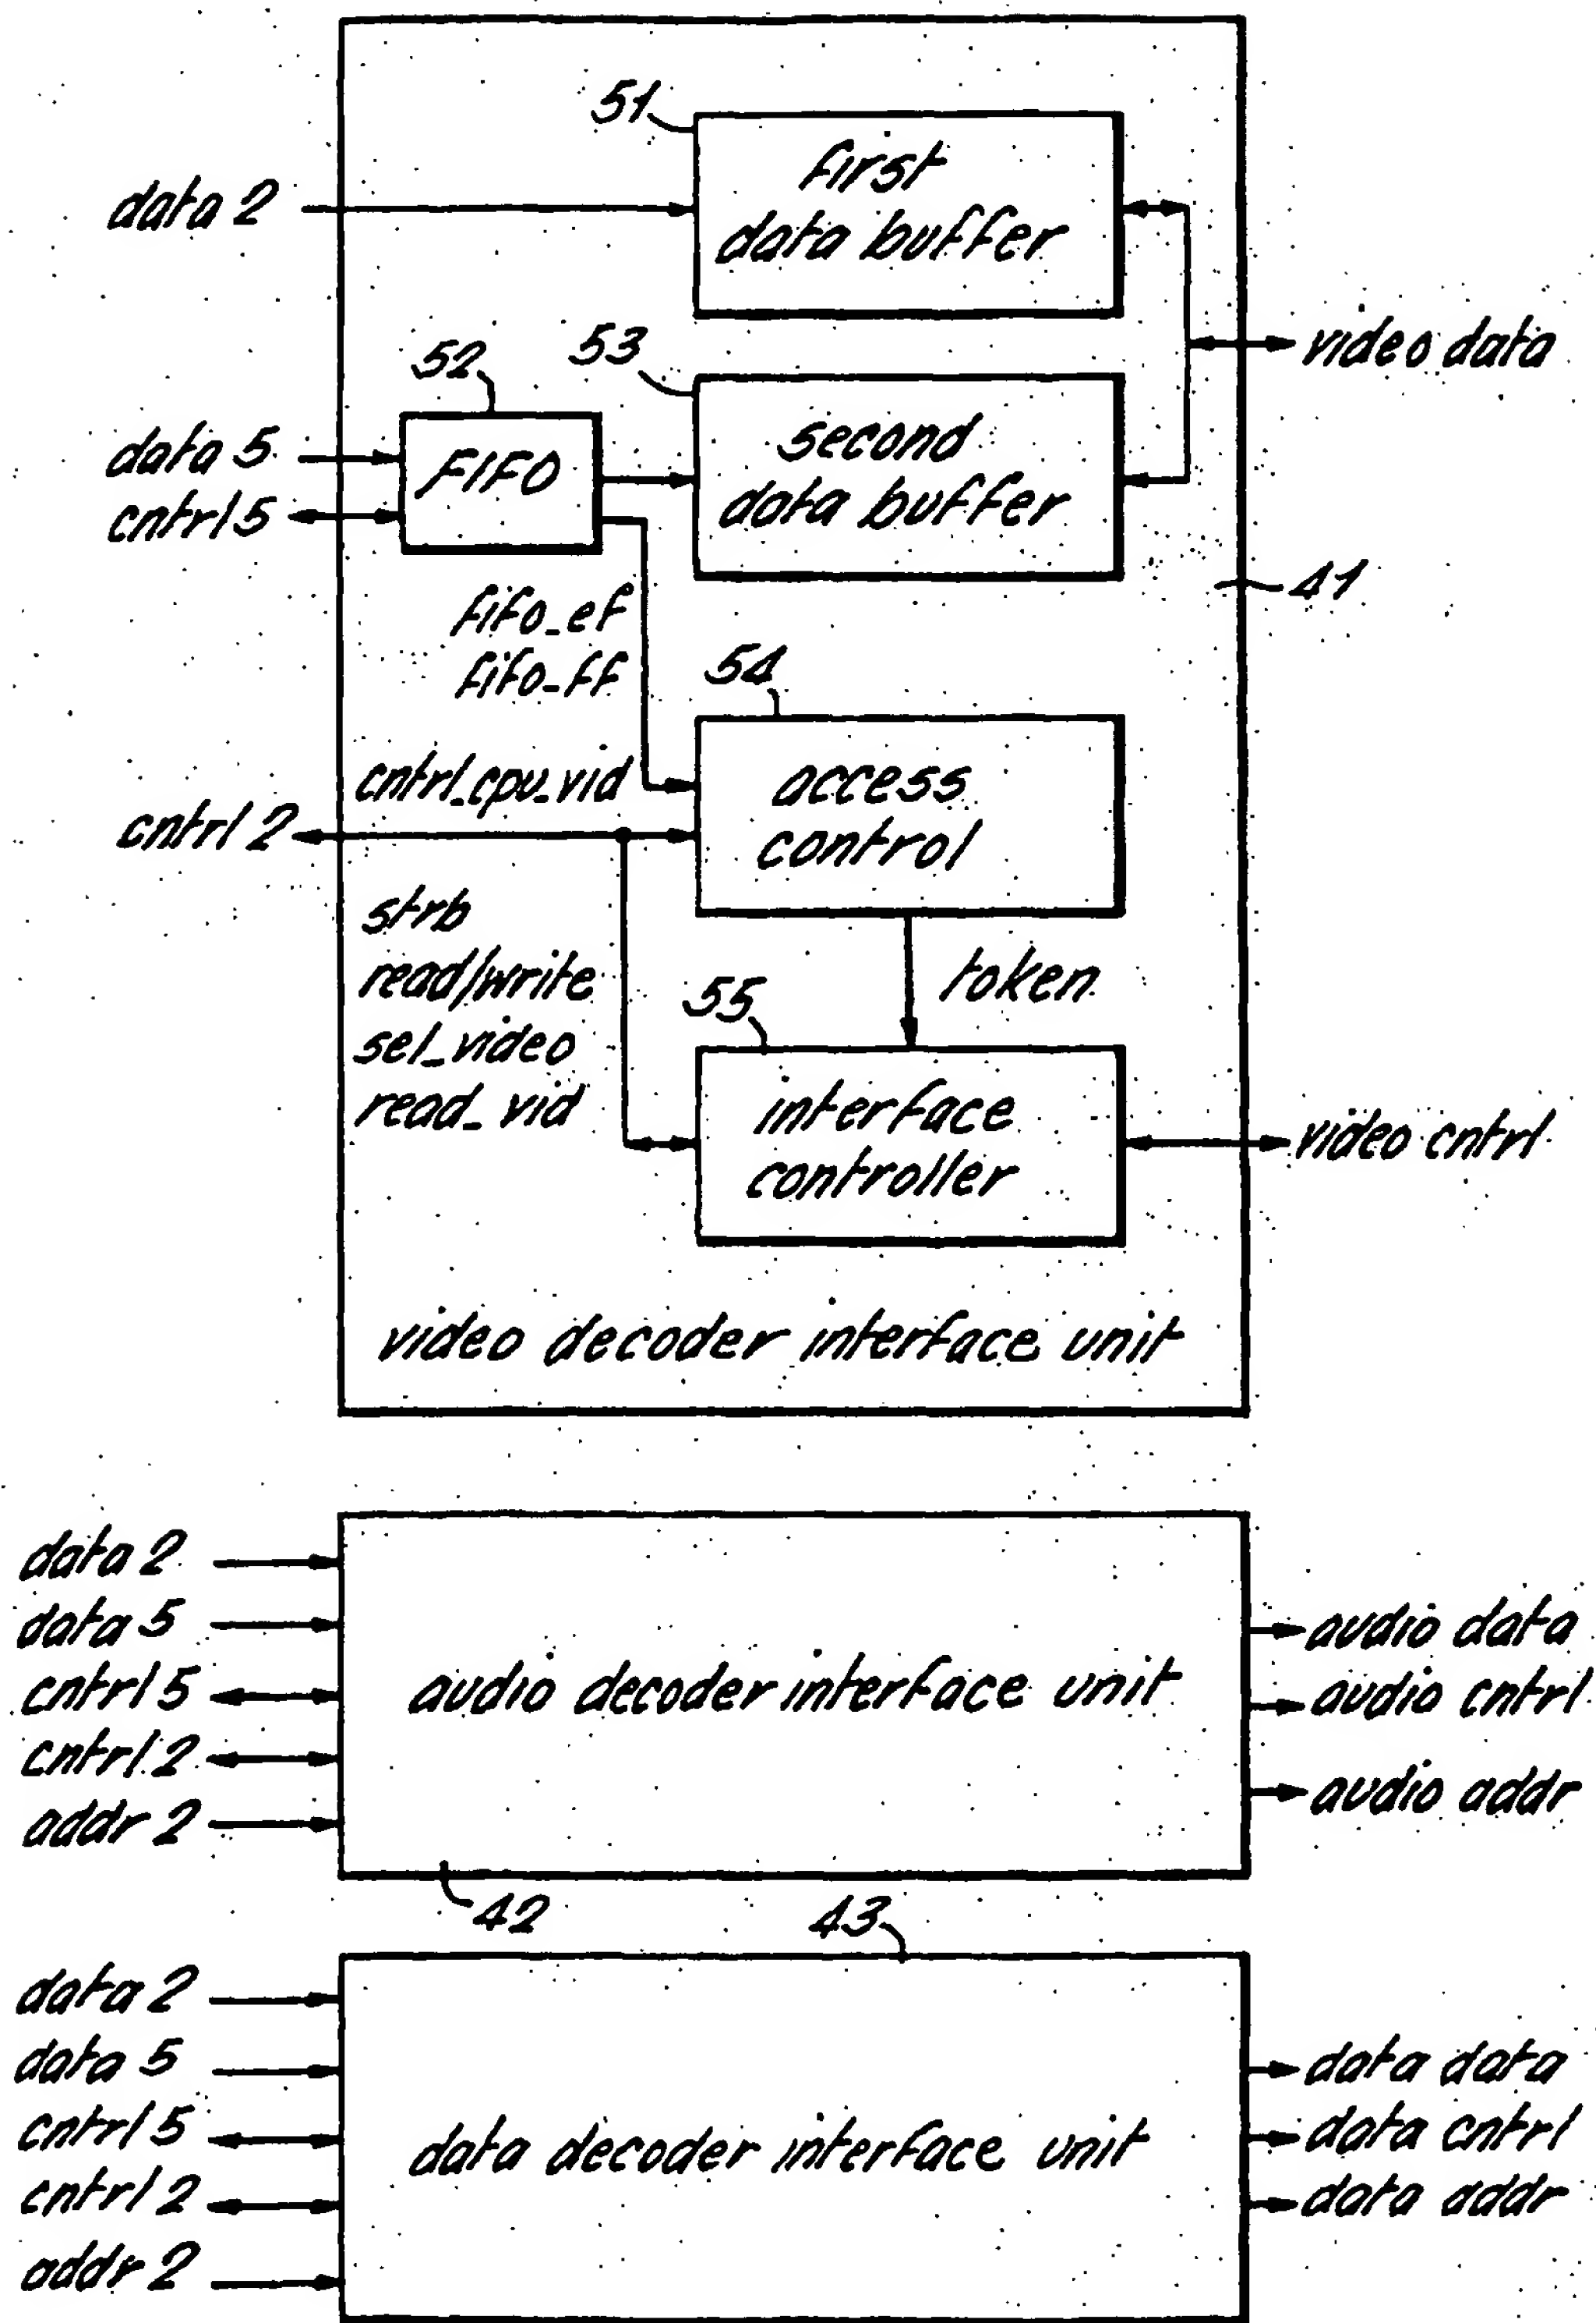 51
first
data buffer
data 2
video data
52
53
data 5
FIFO
second
data buffer
cntrl 5
41
fifo_ef
fifo_ff
54
cntrl_cpu_vid
access
control
cntrl 2
strb
read/write
sel_video
read_vid
token
55
interface
controller
video cntrl
video decoder interface unit
data 2
data 5
cntrl 5
cntrl 2
addr 2
audio decoder interface unit
audio data
audio cntrl
audio addr
42
43
data 2
data 5
cntrl 5
cntrl 2
addr 2
data decoder interface unit
data data
data cntrl
data addr